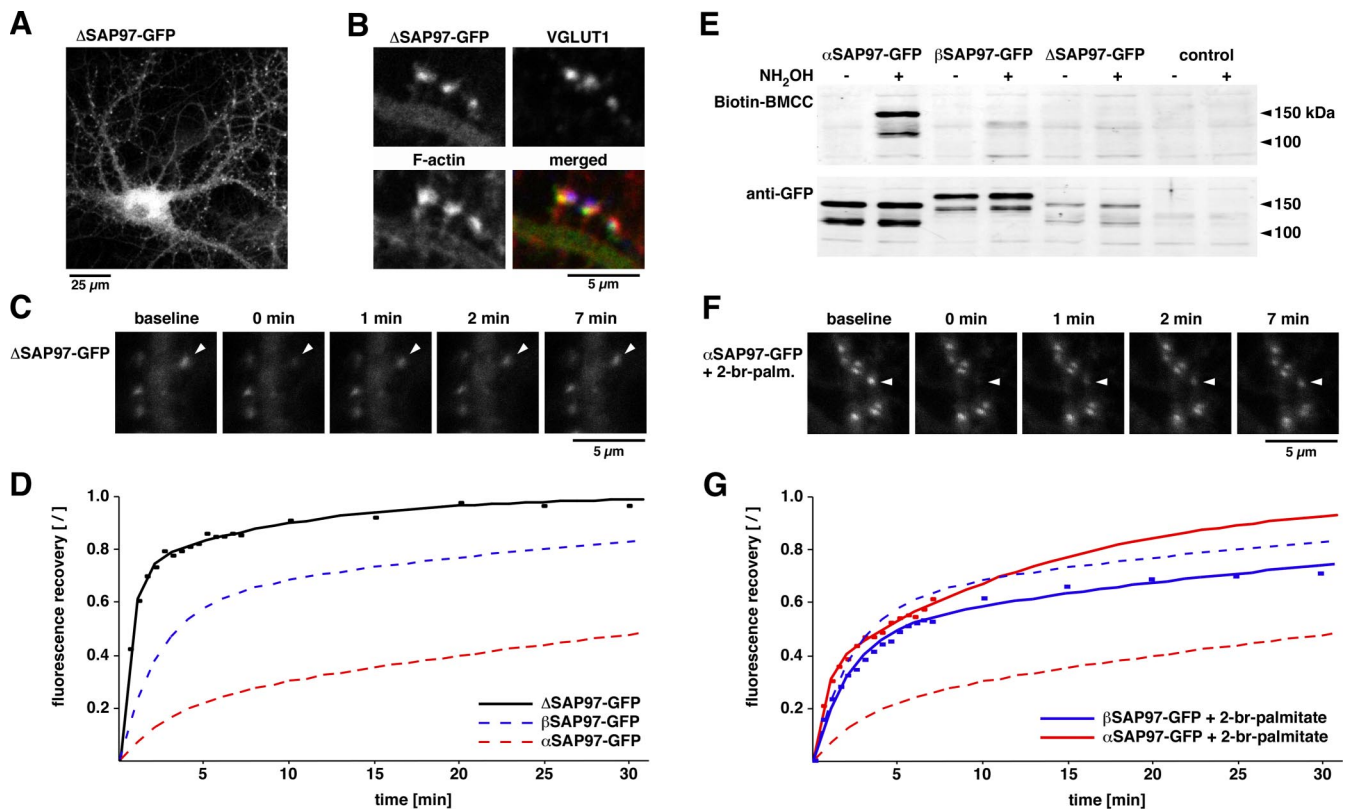 A
ΔSAP97-GFP
25 µm
B
ΔSAP97-GFP VGLUT1
F-actin merged
5 µm
C
baseline 0 min 1 min 2 min 7 min
ΔSAP97-GFP
5 µm
D
fluorescence recovery [ / ]
1.0
0.8
0.6
0.4
0.2
ΔSAP97-GFP
βSAP97-GFP
αSAP97-GFP
5 10 15 20 25 30
time [min]
E
αSAP97-GFP βSAP97-GFP ΔSAP97-GFP control
NH2OH - + - + - + - +
Biotin-BMCC
150 kDa
100
anti-GFP
150
100
F
baseline 0 min 1 min 2 min 7 min
αSAP97-GFP
+ 2-br-palm.
5 µm
G
fluorescence recovery [ / ]
1.0
0.8
0.6
0.4
0.2
βSAP97-GFP + 2-br-palmitate
αSAP97-GFP + 2-br-palmitate
5 10 15 20 25 30
time [min]